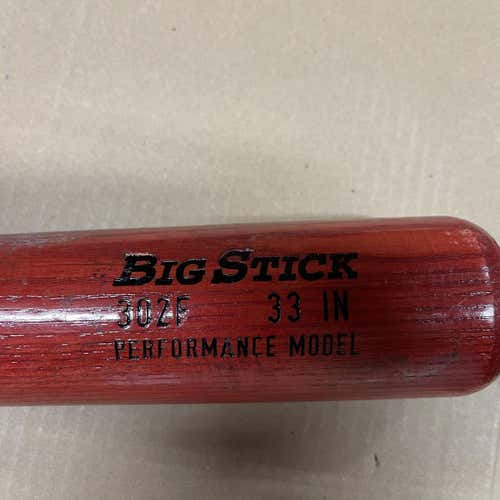 BIG STICK
302F 33 IN
PERFORMANCE MODEL